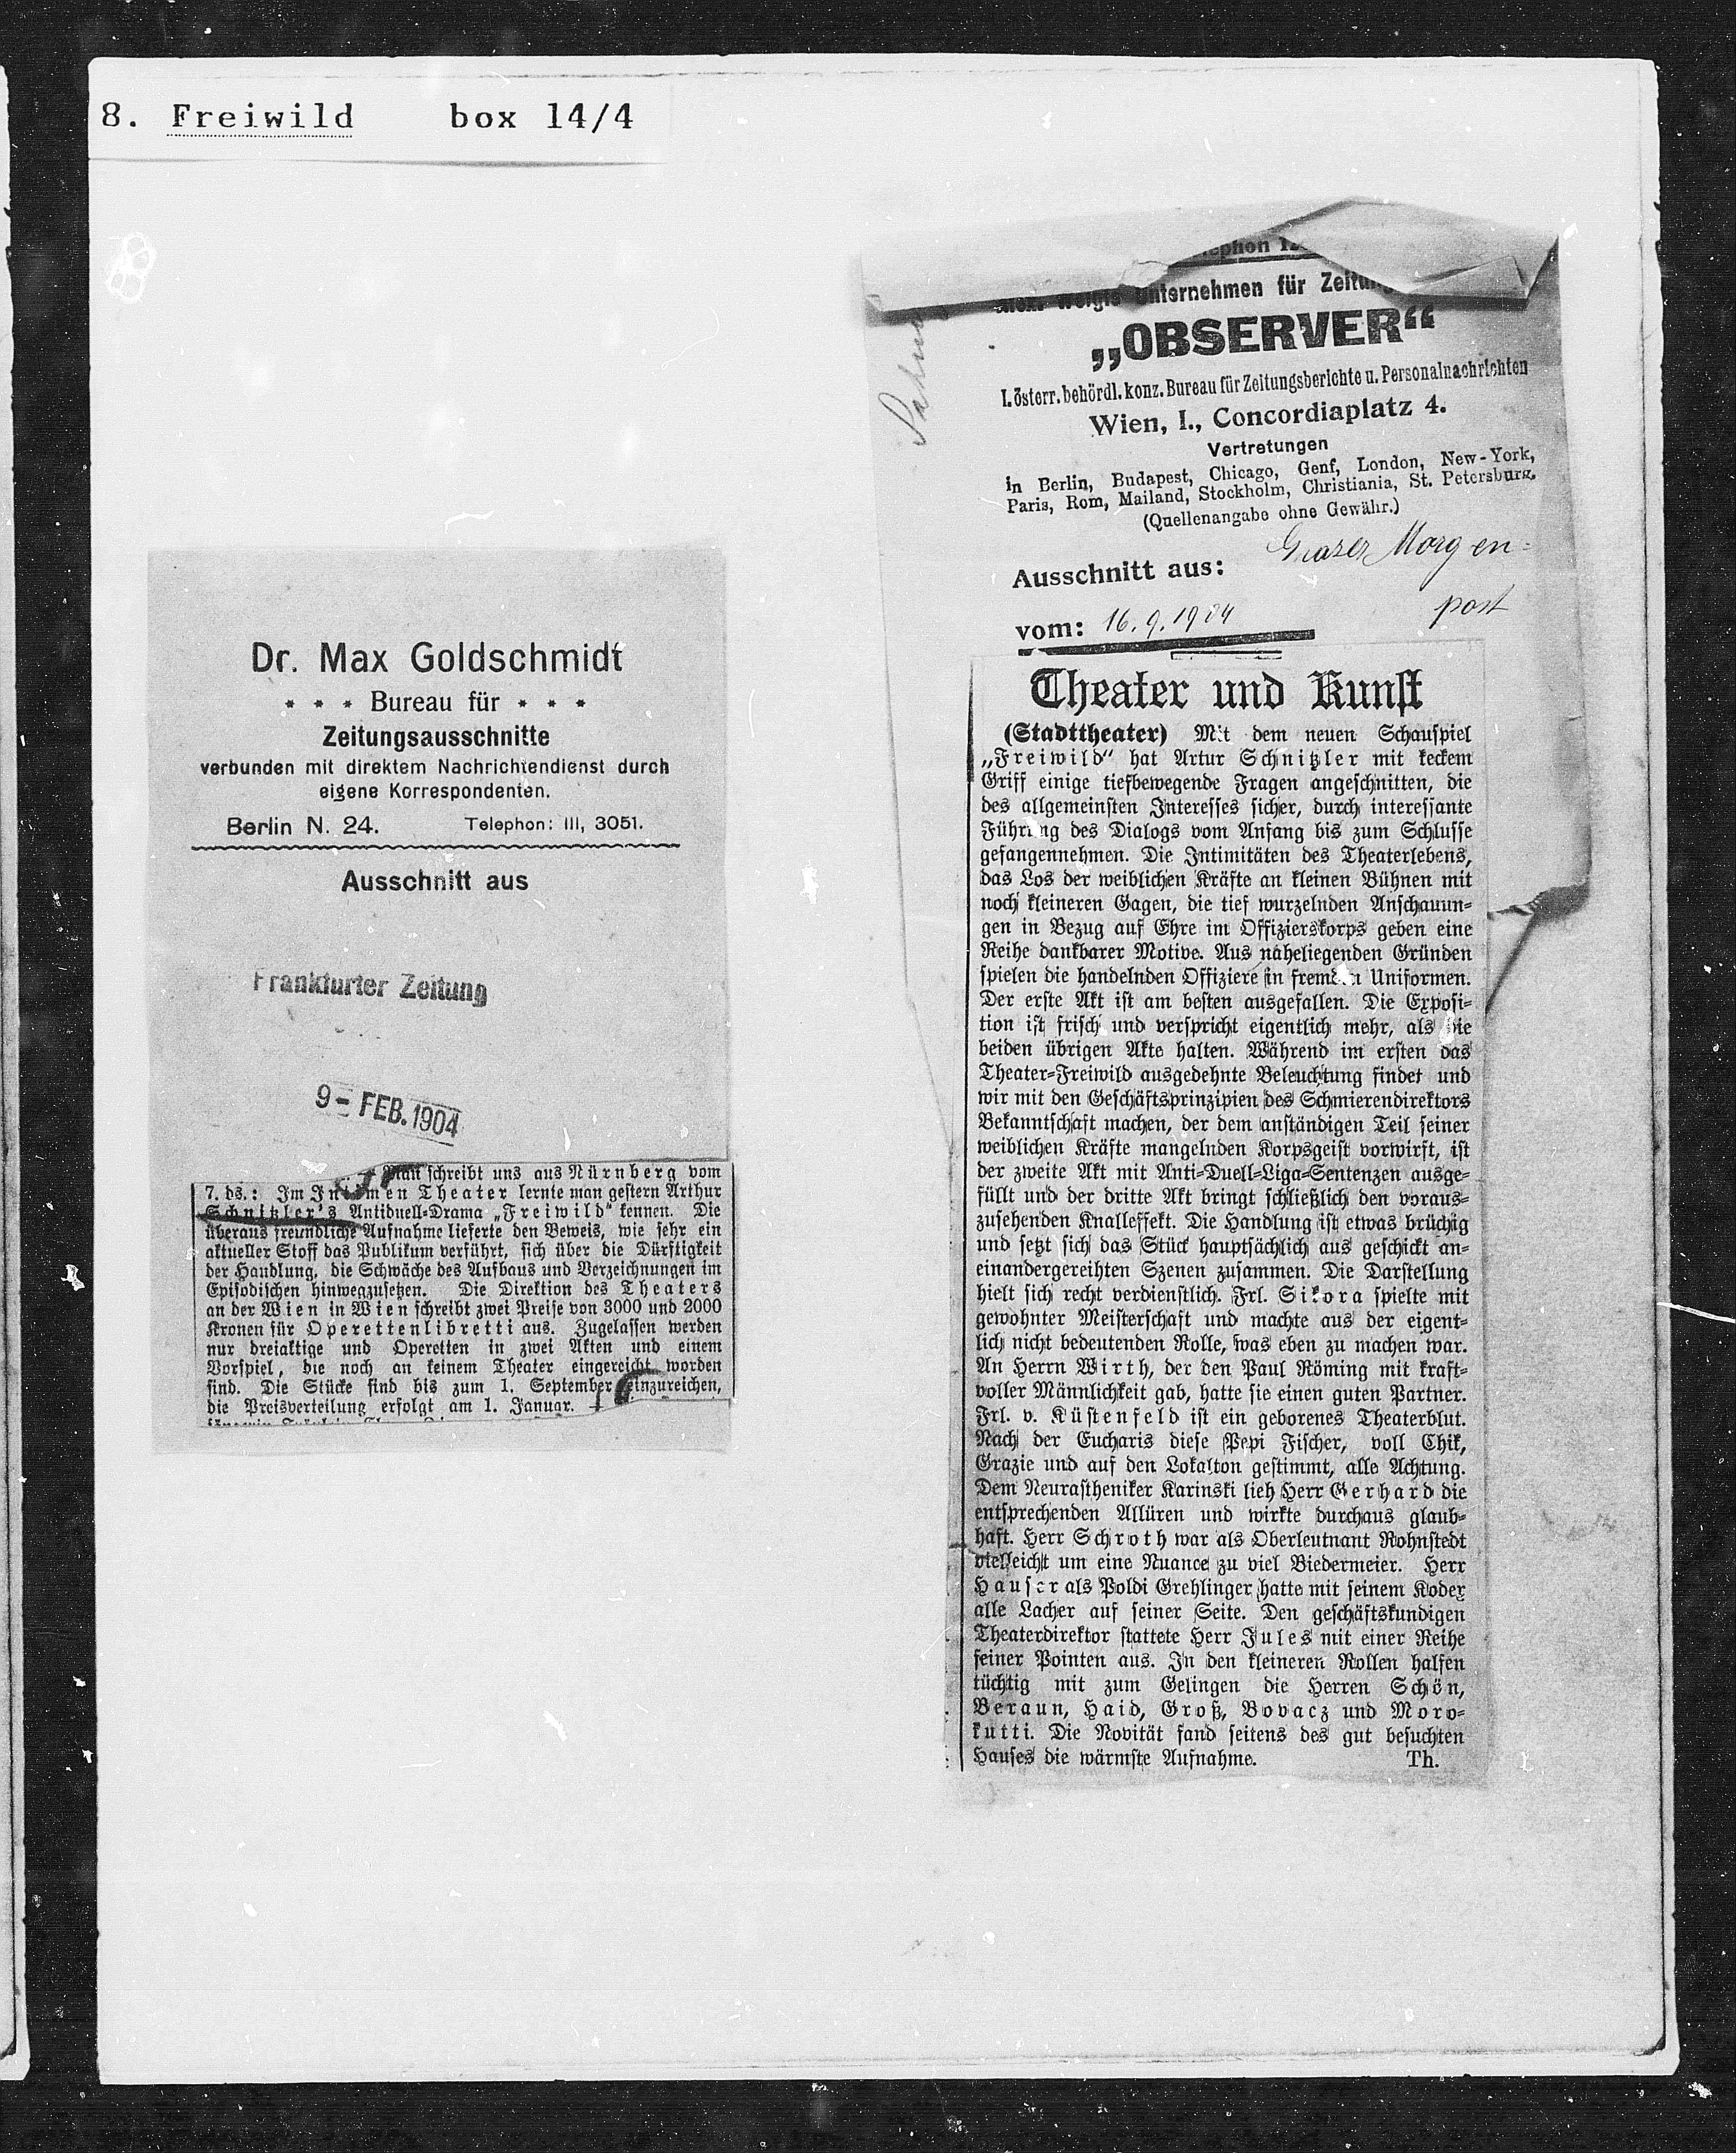 8. Freiwild box 14/4
Dr. Max Goldschmidt
* * * Bureau für * * *
Zeitungsausschnitte
verbunden mit direktem Nachrichtendienst durch
eigene Korrespondenten.
Berlin N. 24. Telephon: III, 3051.
Ausschnitt aus
Frankfurter Zeitung
9 - FEB. 1904
Man schreibt uns aus Nürnberg vom
7. ds.: Im Intimen Theater lernte man gestern Arthur
Schnitzler's Antiduell-Drama „Freiwild“ kennen. Die
überaus freundliche Aufnahme lieferte den Beweis, wie sehr ein
aktueller Stoff das Publikum verführt, sich über die Dürftigkeit
der Handlung, die Schwäche des Aufbaus und Verzeichnungen im
Episodischen hinwegzusetzen. Die Direktion des Theaters
an der Wien in Wien schreibt zwei Preise von 3000 und 2000
Kronen für Operettenlibretti aus. Zugelassen werden
nur dreiaktige und Operetten in zwei Akten und einem
Vorspiel, die noch an keinem Theater eingereicht worden
sind. Die Stücke sind bis zum 1. September einzureichen,
die Preisverteilung erfolgt am 1. Januar.
Unternehmen für
„OBSERVER“
I. österr. behördl. konz. Bureau für Zeitungsberichte u. Personalnachrichten
Wien, I., Concordiaplatz 4.
Vertretungen
in Berlin, Budapest, Chicago, Genf, London, New-York,
Paris, Rom, Mailand, Stockholm, Christiania, St. Petersburg.
(Quellenangabe ohne Gewähr.)
Ausschnitt aus: Grazer Morgen=
post
vom: 16. 9. 1904
Theater und Kunst
(Stadttheater) Mit dem neuen Schauspiel
„Freiwild“ hat Artur Schnitzler mit keckem
Griff einige tiefbewegende Fragen angeschnitten, die
des allgemeinsten Interesses sicher, durch interessante
Führung des Dialogs vom Anfang bis zum Schlusse
gefangennehmen. Die Intimitäten des Theaterlebens,
das Los der weiblichen Kräfte an kleinen Bühnen mit
noch kleineren Gagen, die tief wurzelnden Anschauun-
gen in Bezug auf Ehre im Offizierskorps geben eine
Reihe dankbarer Motive. Aus naheliegenden Gründen
spielen die handelnden Offiziere in fremden Uniformen.
Der erste Akt ist am besten ausgefallen. Die Exposi-
tion ist frisch und verspricht eigentlich mehr, als die
beiden übrigen Akte halten. Während im ersten das
Theater-Freiwild ausgedehnte Beleuchtung findet und
wir mit den Geschäftsprinzipien des Schmierendirektors
Bekanntschaft machen, der dem anständigen Teil seiner
weiblichen Kräfte mangelnden Korpsgeist vorwirft, ist
der zweite Akt mit Anti-Duell-Liga-Sentenzen ausge-
füllt und der dritte Akt bringt schließlich den voraus-
zusehenden Knalleffekt. Die Handlung ist etwas brüchig
und setzt sich das Stück hauptsächlich aus geschickt an-
einandergereihten Szenen zusammen. Die Darstellung
hielt sich recht verdienstlich. Frl. Sikora spielte mit
gewohnter Meisterschaft und machte aus der eigent-
lich nicht bedeutenden Rolle, was eben zu machen war.
An Herrn Wirth, der den Paul Röming mit kraft-
voller Männlichkeit gab, hatte sie einen guten Partner.
Frl. v. Küstenfeld ist ein geborenes Theaterblut.
Nach der Eucharis diese Pepi Fischer, voll Chik,
Grazie und auf den Lokalton gestimmt, alle Achtung.
Dem Neurastheniker Karinski lieh Herr Gerhard die
entsprechenden Allüren und wirkte durchaus glaub-
haft. Herr Schroth war als Oberleutnant Rohnstedt
vielleicht um eine Nuance zu viel Biedermeier. Herr
Hauser als Poldi Grehlinger hatte mit seinem Kodex
alle Lacher auf seiner Seite. Den geschäftskundigen
Theaterdirektor stattete Herr Jules mit einer Reihe
feiner Pointen aus. In den kleineren Rollen halfen
tüchtig mit zum Gelingen die Herren Schön,
Beraun, Haid, Groß, Bovacz und Moro-
kutti. Die Novität fand seitens des gut besuchten
Hauses die wärmste Aufnahme. Th.